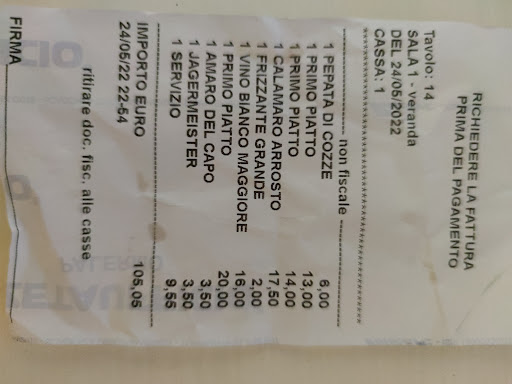 RICHIEDERE LA FATTURA
PRIMA DEL PAGAMENTO
Tavolo: 14
SALA 1 - Veranda
DEL 24/05/2022
CASSA: 1
non fiscale
1 PEPATA DI COZZE 6,00
1 PRIMO PIATTO 13,00
1 PRIMO PIATTO 14,00
1 CALAMARO ARROSTO 17,50
1 FRIZZANTE GRANDE 2,00
1 VINO BIANCO MAGGIORE 16,00
1 PRIMO PIATTO 20,00
1 AMARO DEL CAPO 3,50
1 JAGERMEISTER 3,50
1 SERVIZIO 9,55
IMPORTO EURO 105,05
24/05/22 22-54
ritirare doc. fisc. alle casse
FIRMA